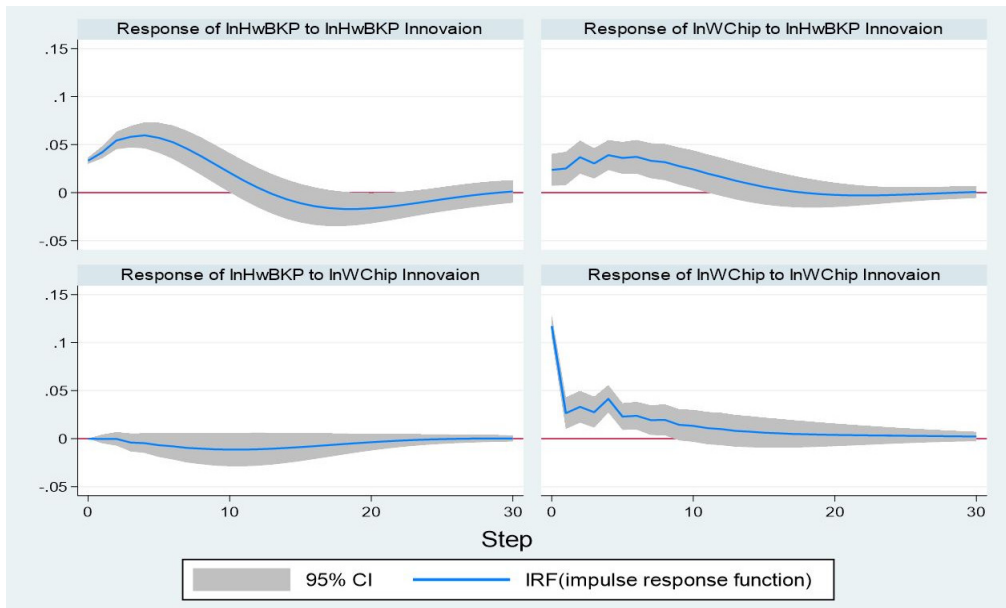 Response of lnHwBKP to lnHwBKP Innovaion
Response of lnWChip to lnHwBKP Innovaion
.15
.1
.05
0
-.05
Response of lnHwBKP to lnWChip Innovaion
Response of lnWChip to lnWChip Innovaion
.15
.1
.05
0
-.05
0 10 20 30 0 10 20 30
Step
95% CI IRF(impulse response function)